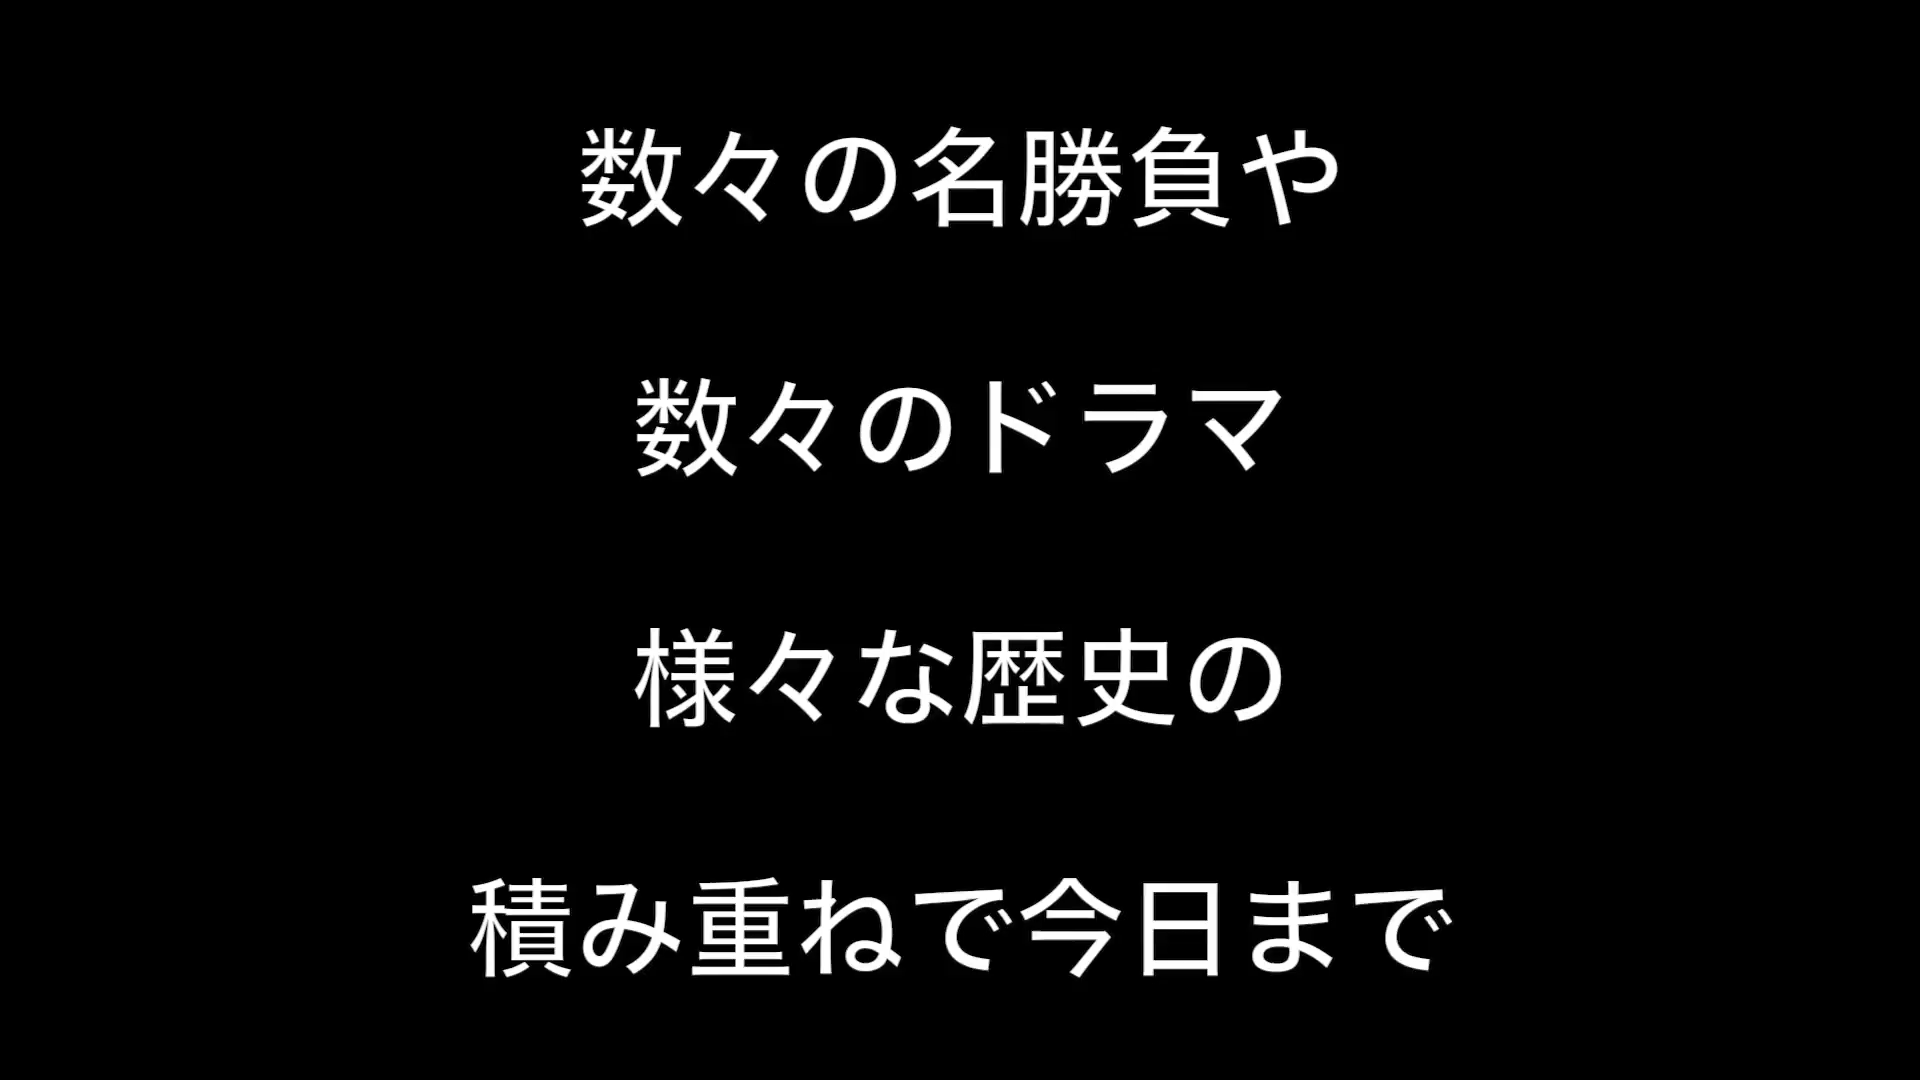 数々の名勝負や
数々のドラマ
様々な歴史の
積み重ねで今日まで